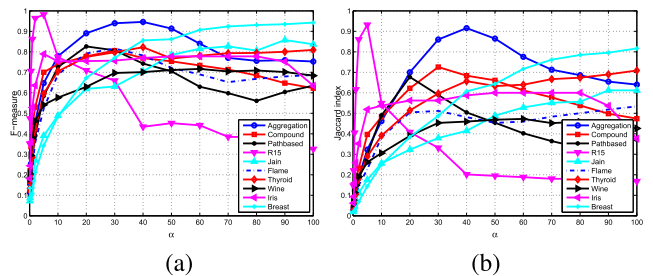 1
0.9
0.8
0.7
0.6
0.5
0.4
0.3
0.2
0.1
0
F−measure
0 10 20 30 40 50 60 70 80 90 100
α
Aggregation
Compound
Pathbased
R15
Jain
Flame
Thyroid
Wine
Iris
Breast
(a)
1
0.9
0.8
0.7
0.6
0.5
0.4
0.3
0.2
0.1
0
Jaccard index
0 10 20 30 40 50 60 70 80 90 100
α
Aggregation
Compound
Pathbased
R15
Jain
Flame
Thyroid
Wine
Iris
Breast
(b)